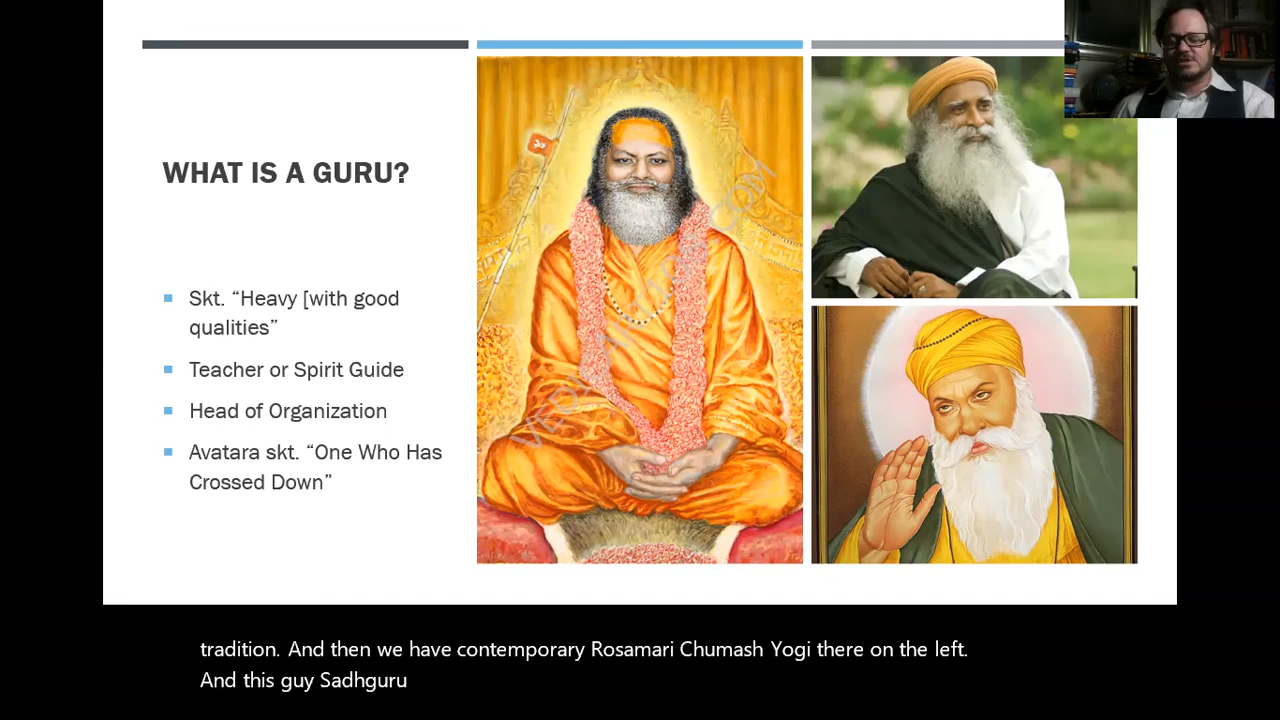 WHAT IS A GURU?
Skt. “Heavy [with good
qualities”
Teacher or Spirit Guide
Head of Organization
Avatara skt. “One Who Has
Crossed Down”
tradition. And then we have contemporary Rosamari Chumash Yogi there on the left.
And this guy Sadhguru